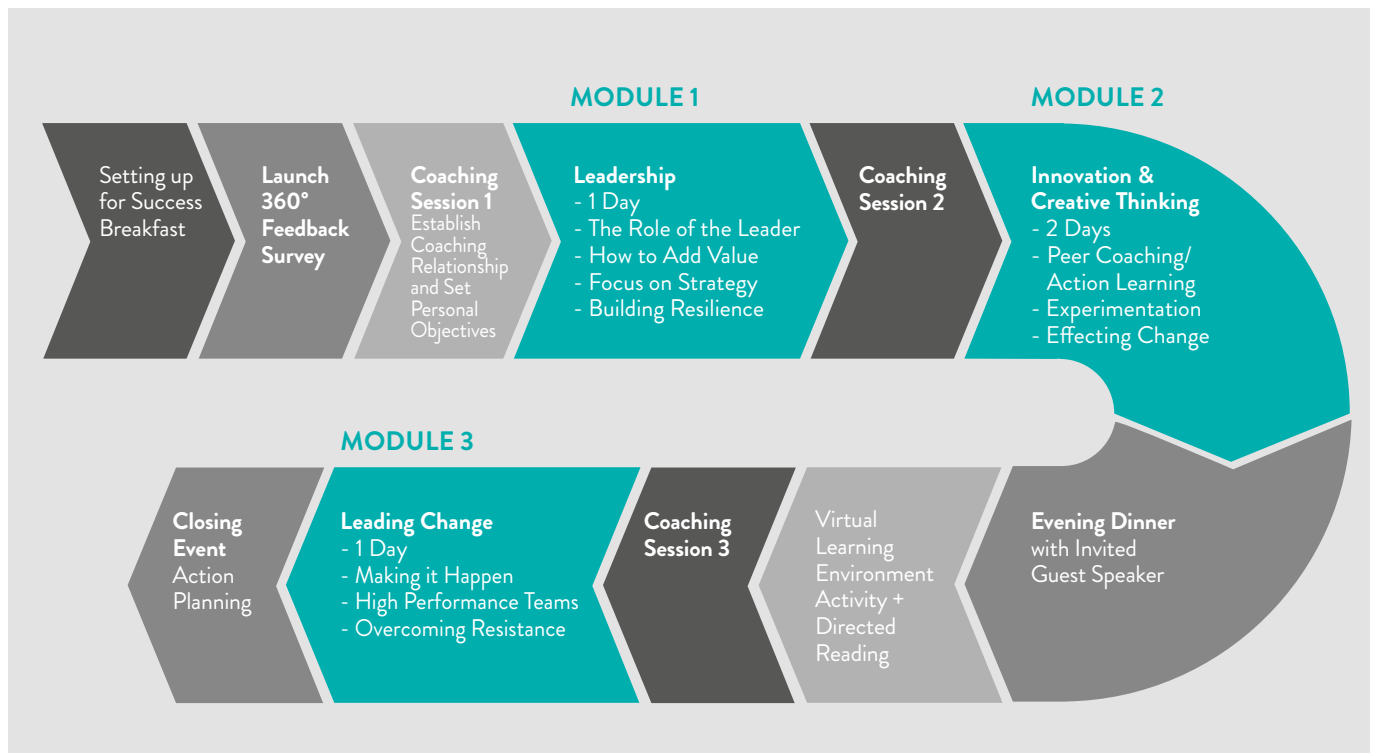 MODULE 1
MODULE 2
Setting up
for Success
Breakfast
Launch
360°
Feedback
Survey
Coaching
Session 1
Establish
Coaching
Relationship
and Set
Personal
Objectives
Leadership
- 1 Day
- The Role of the Leader
- How to Add Value
- Focus on Strategy
- Building Resilience
Coaching
Session 2
Innovation &
Creative Thinking
- 2 Days
- Peer Coaching/
Action Learning
- Experimentation
- Effecting Change
Evening Dinner
with Invited
Guest Speaker
Virtual
Learning
Environment
Activity +
Directed
Reading
Coaching
Session 3
MODULE 3
Leading Change
- 1 Day
- Making it Happen
- High Performance Teams
- Overcoming Resistance
Closing
Event
Action
Planning